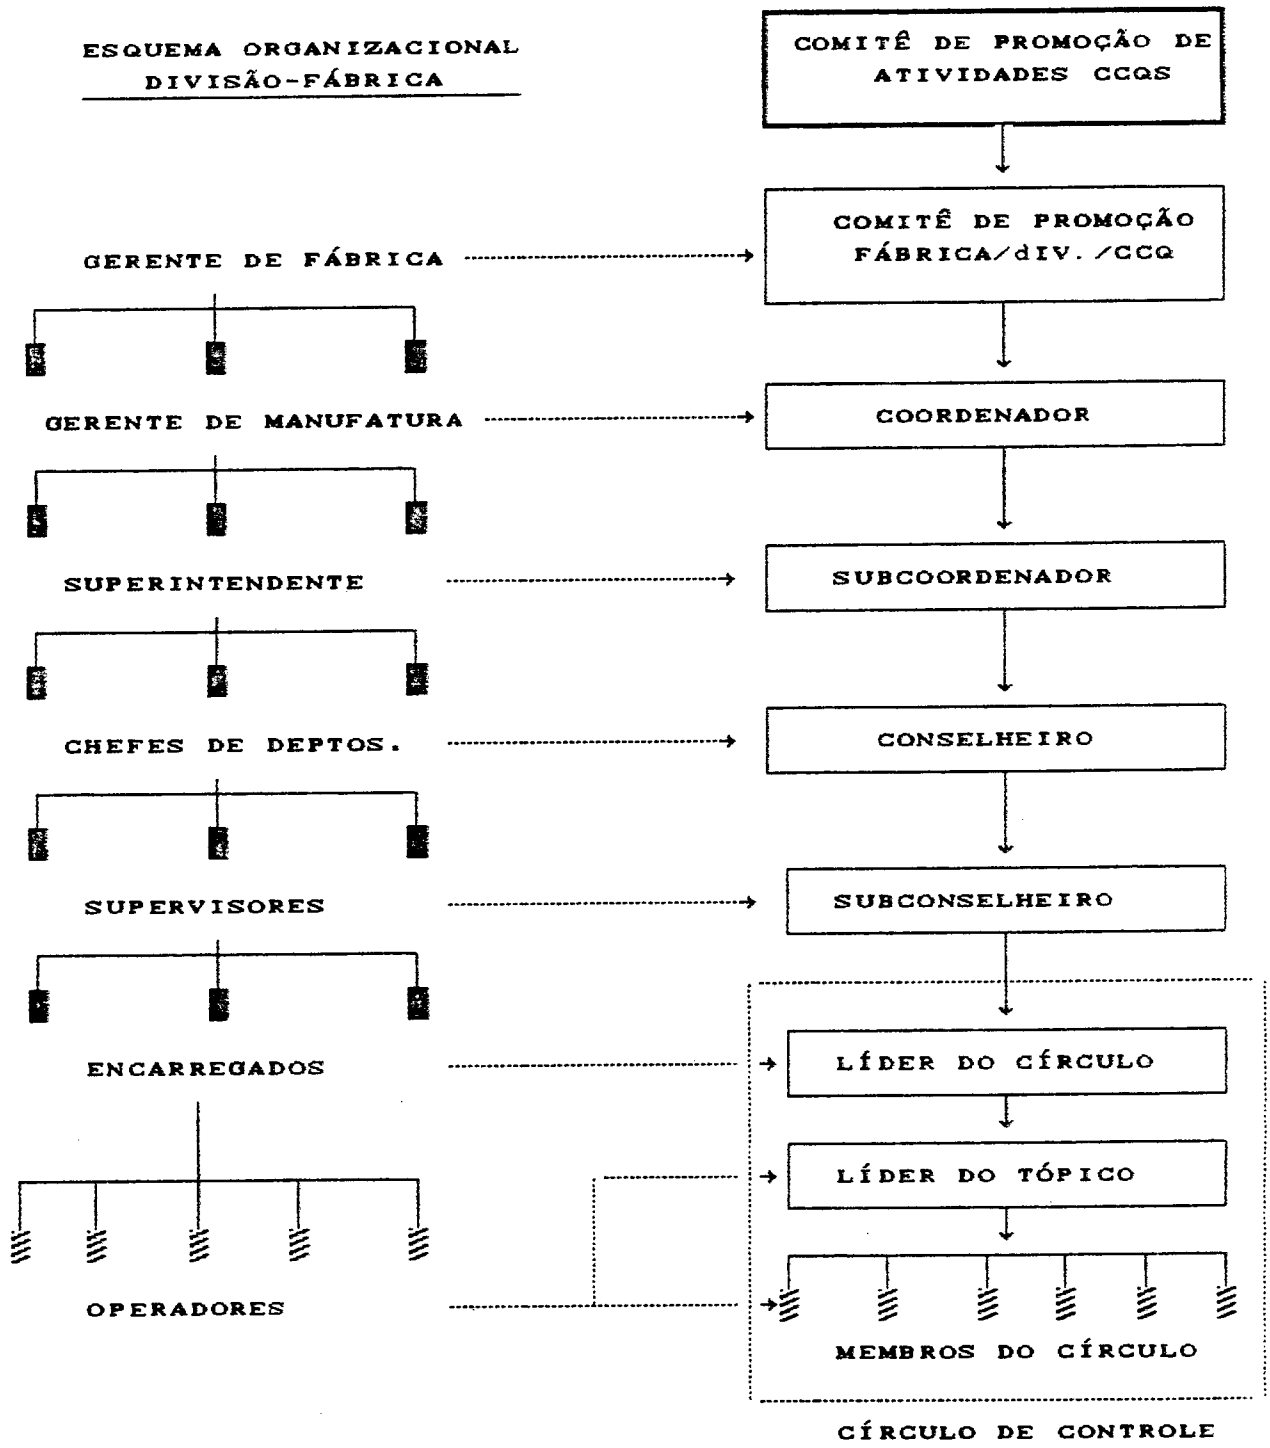 ESQUEMA ORGANIZACIONAL
DIVISÃO-FÁBRICA
COMITÊ DE PROMOÇÃO DE
ATIVIDADES CCQS
GERENTE DE FÁBRICA
COMITÊ DE PROMOÇÃO
FÁBRICA/dIV./CCQ
GERENTE DE MANUFATURA
COORDENADOR
SUPERINTENDENTE
SUBCOORDENADOR
CHEFES DE DEPTOS.
CONSELHEIRO
SUPERVISORES
SUBCONSELHEIRO
ENCARREGADOS
LÍDER DO CÍRCULO
LÍDER DO TÓPICO
OPERADORES
MEMBROS DO CÍRCULO
CÍRCULO DE CONTROLE